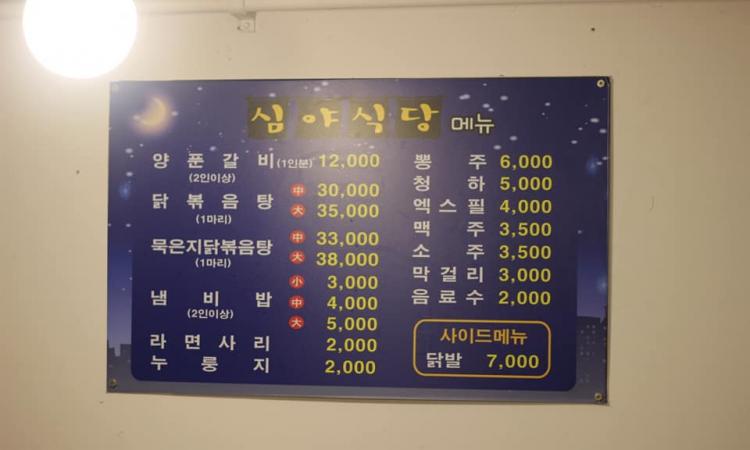 심야식당 메뉴
양푼갈비(1인분) 12,000
(2인이상)
닭볶음탕 中 30,000
(1마리) 大 35,000
묵은지닭볶음탕 中 33,000
(1마리) 大 38,000
小 3,000
냄비밥 中 4,000
(2인이상) 大 5,000
라면사리 2,000
누룽지 2,000
뽕주 6,000
청하 5,000
엑스필 4,000
맥주 3,500
소주 3,500
막걸리 3,000
음료수 2,000
사이드메뉴
닭발 7,000